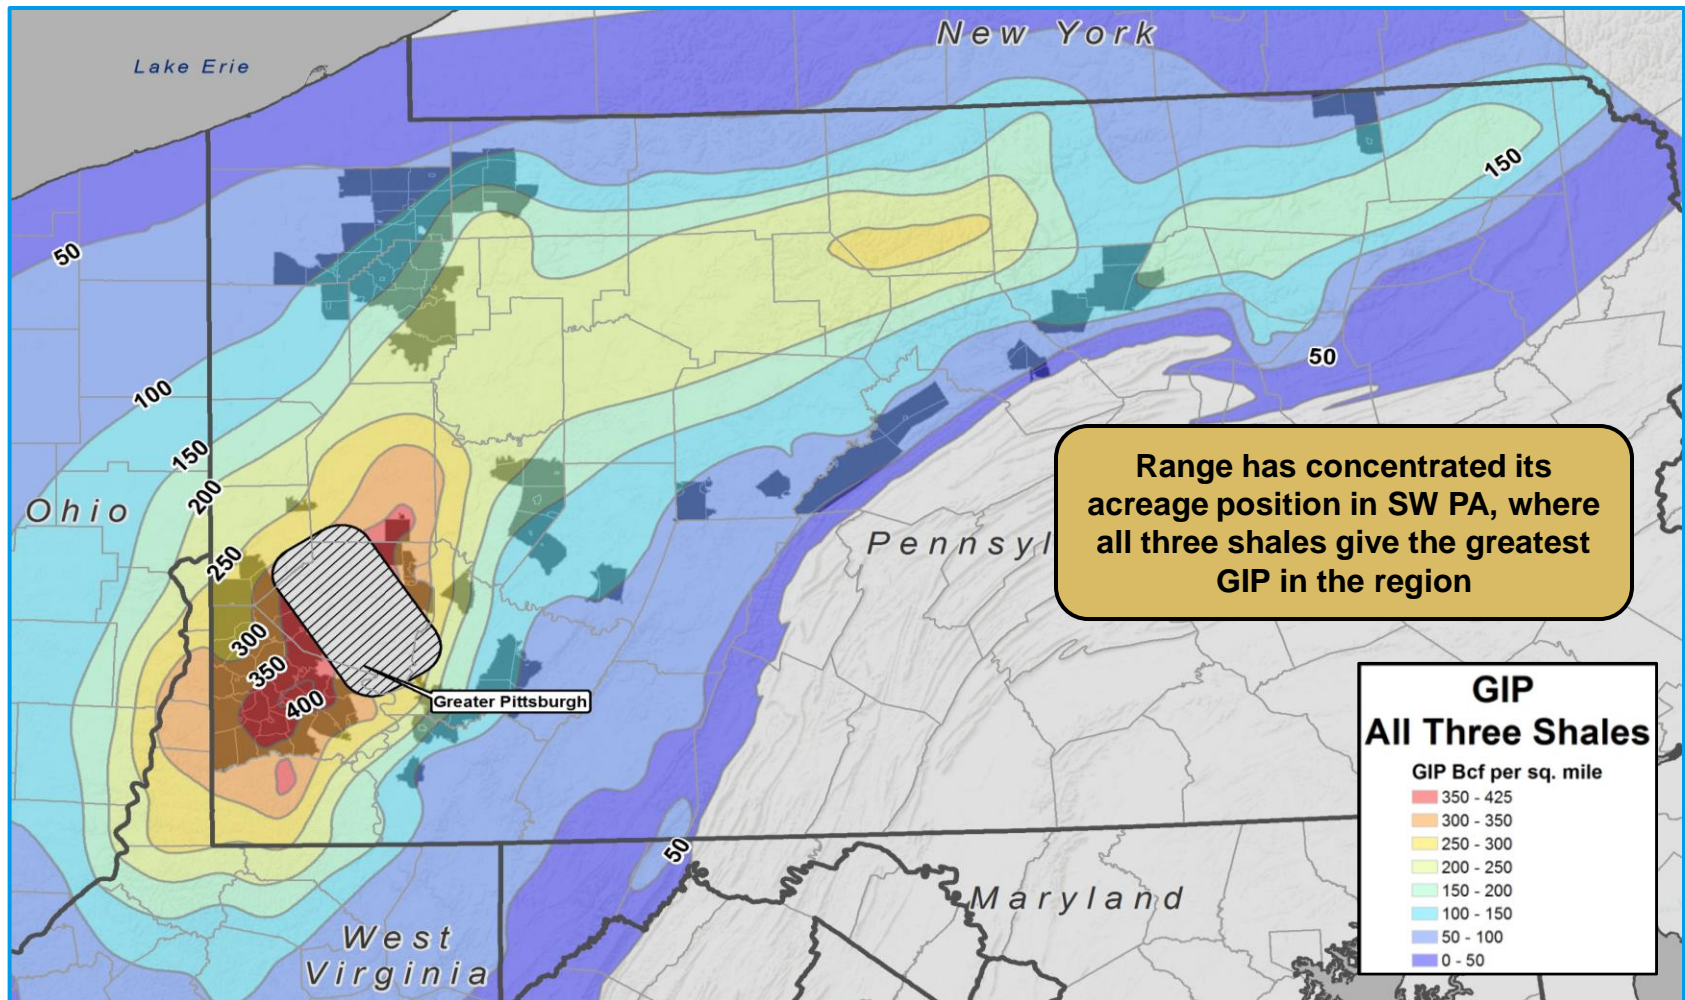 New York
Lake Erie
150
50
50
100
150
200
Ohio
250
300
350
400
Greater Pittsburgh
Pennsyl
Range has concentrated its
acreage position in SW PA, where
all three shales give the greatest
GIP in the region
50
Maryland
West
Virginia
GIP
All Three Shales
GIP Bcf per sq. mile
350 - 425
300 - 350
250 - 300
200 - 250
150 - 200
100 - 150
50 - 100
0 - 50